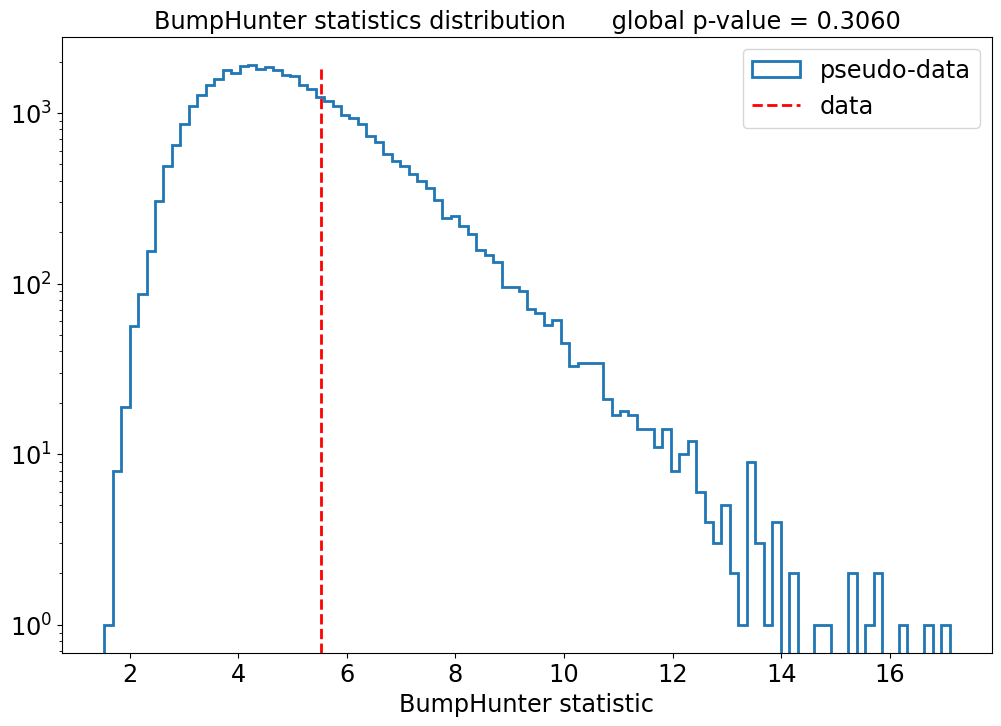 BumpHunter statistics distribution      global p-value = 0.3060
pseudo-data
data
10³
10²
10¹
10⁰
2 4 6 8 10 12 14 16
BumpHunter statistic